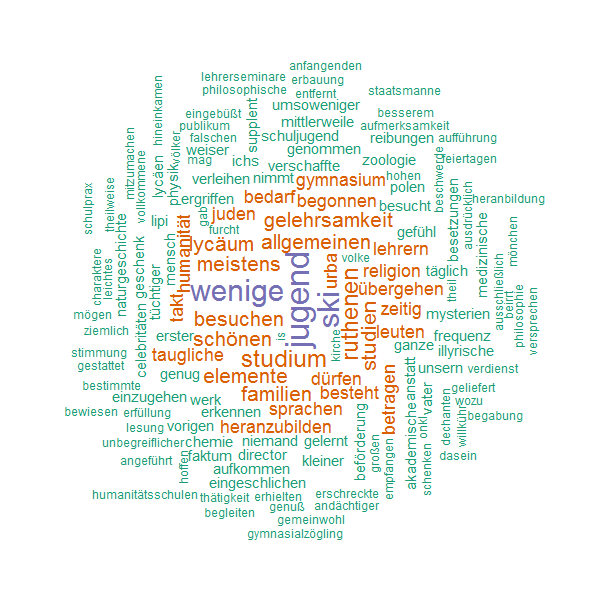 anfangenden
lehrerseminare
erbauung
philosophische
entfernt
staatsmanne
hineinkamen
eingebüßt
supplent
umsoweniger
besserem
publikum
mittlerweile
aufmerksamkeit
falschen
schuljugend
reibungen
aufführung
mitzumachen
vollkommene
lycäen
völker
weiser
genommen
mag
ichs
verschaffte
zoologie
beschwerde
feiertagen
physik
verleihen
nimmt
gymnasium
hohen
polen
schulprax
theilweise
ergriffen
bedarf
begonnen
besucht
besetzungen
ausdrücklich
heranbildung
lipi
gab
juden
gelehrsamkeit
gefühl
medizinische
mönchen
naturgeschichte
geschenk
mensch
humanität
furcht
lycäum
allgemeinen
volke
lehrern
charaktere
leichtes
tüchtiger
meistens
urba
religion
täglich
theil
ausschließlich
beirrt
philosophie
versprechen
celebritäten
takt
wenige
jugend
ski
ruthenen
übergehen
mögen
besuchen
studien
zeitig
mysterien
ziemlich
erster
schönen
is
kirche
leuten
frequenz
stimmung
taugliche
studium
ganze
illyrische
gestattet
genug
elemente
dürfen
unsern
verdienst
bestimmte
einzugehen
werk
familien
besteht
betragen
akademische
anstatt
vater
geliefert
bewiesen
erfüllung
erkennen
sprachen
onkl
willkühr
wozu
begabung
lesung
vorigen
heranzubilden
dechanten
unbegreiflicher
chemie
niemand
gelernt
beförderung
großen
dasein
angeführt
hoffen
faktum
director
kleiner
empfangen
schenken
aufkommen
eingeschlichen
humanitätsschulen
thätigkeit
erhielten
erschreckte
genuß
andächtiger
begleiten
gemeinwohl
gymnasialzögling